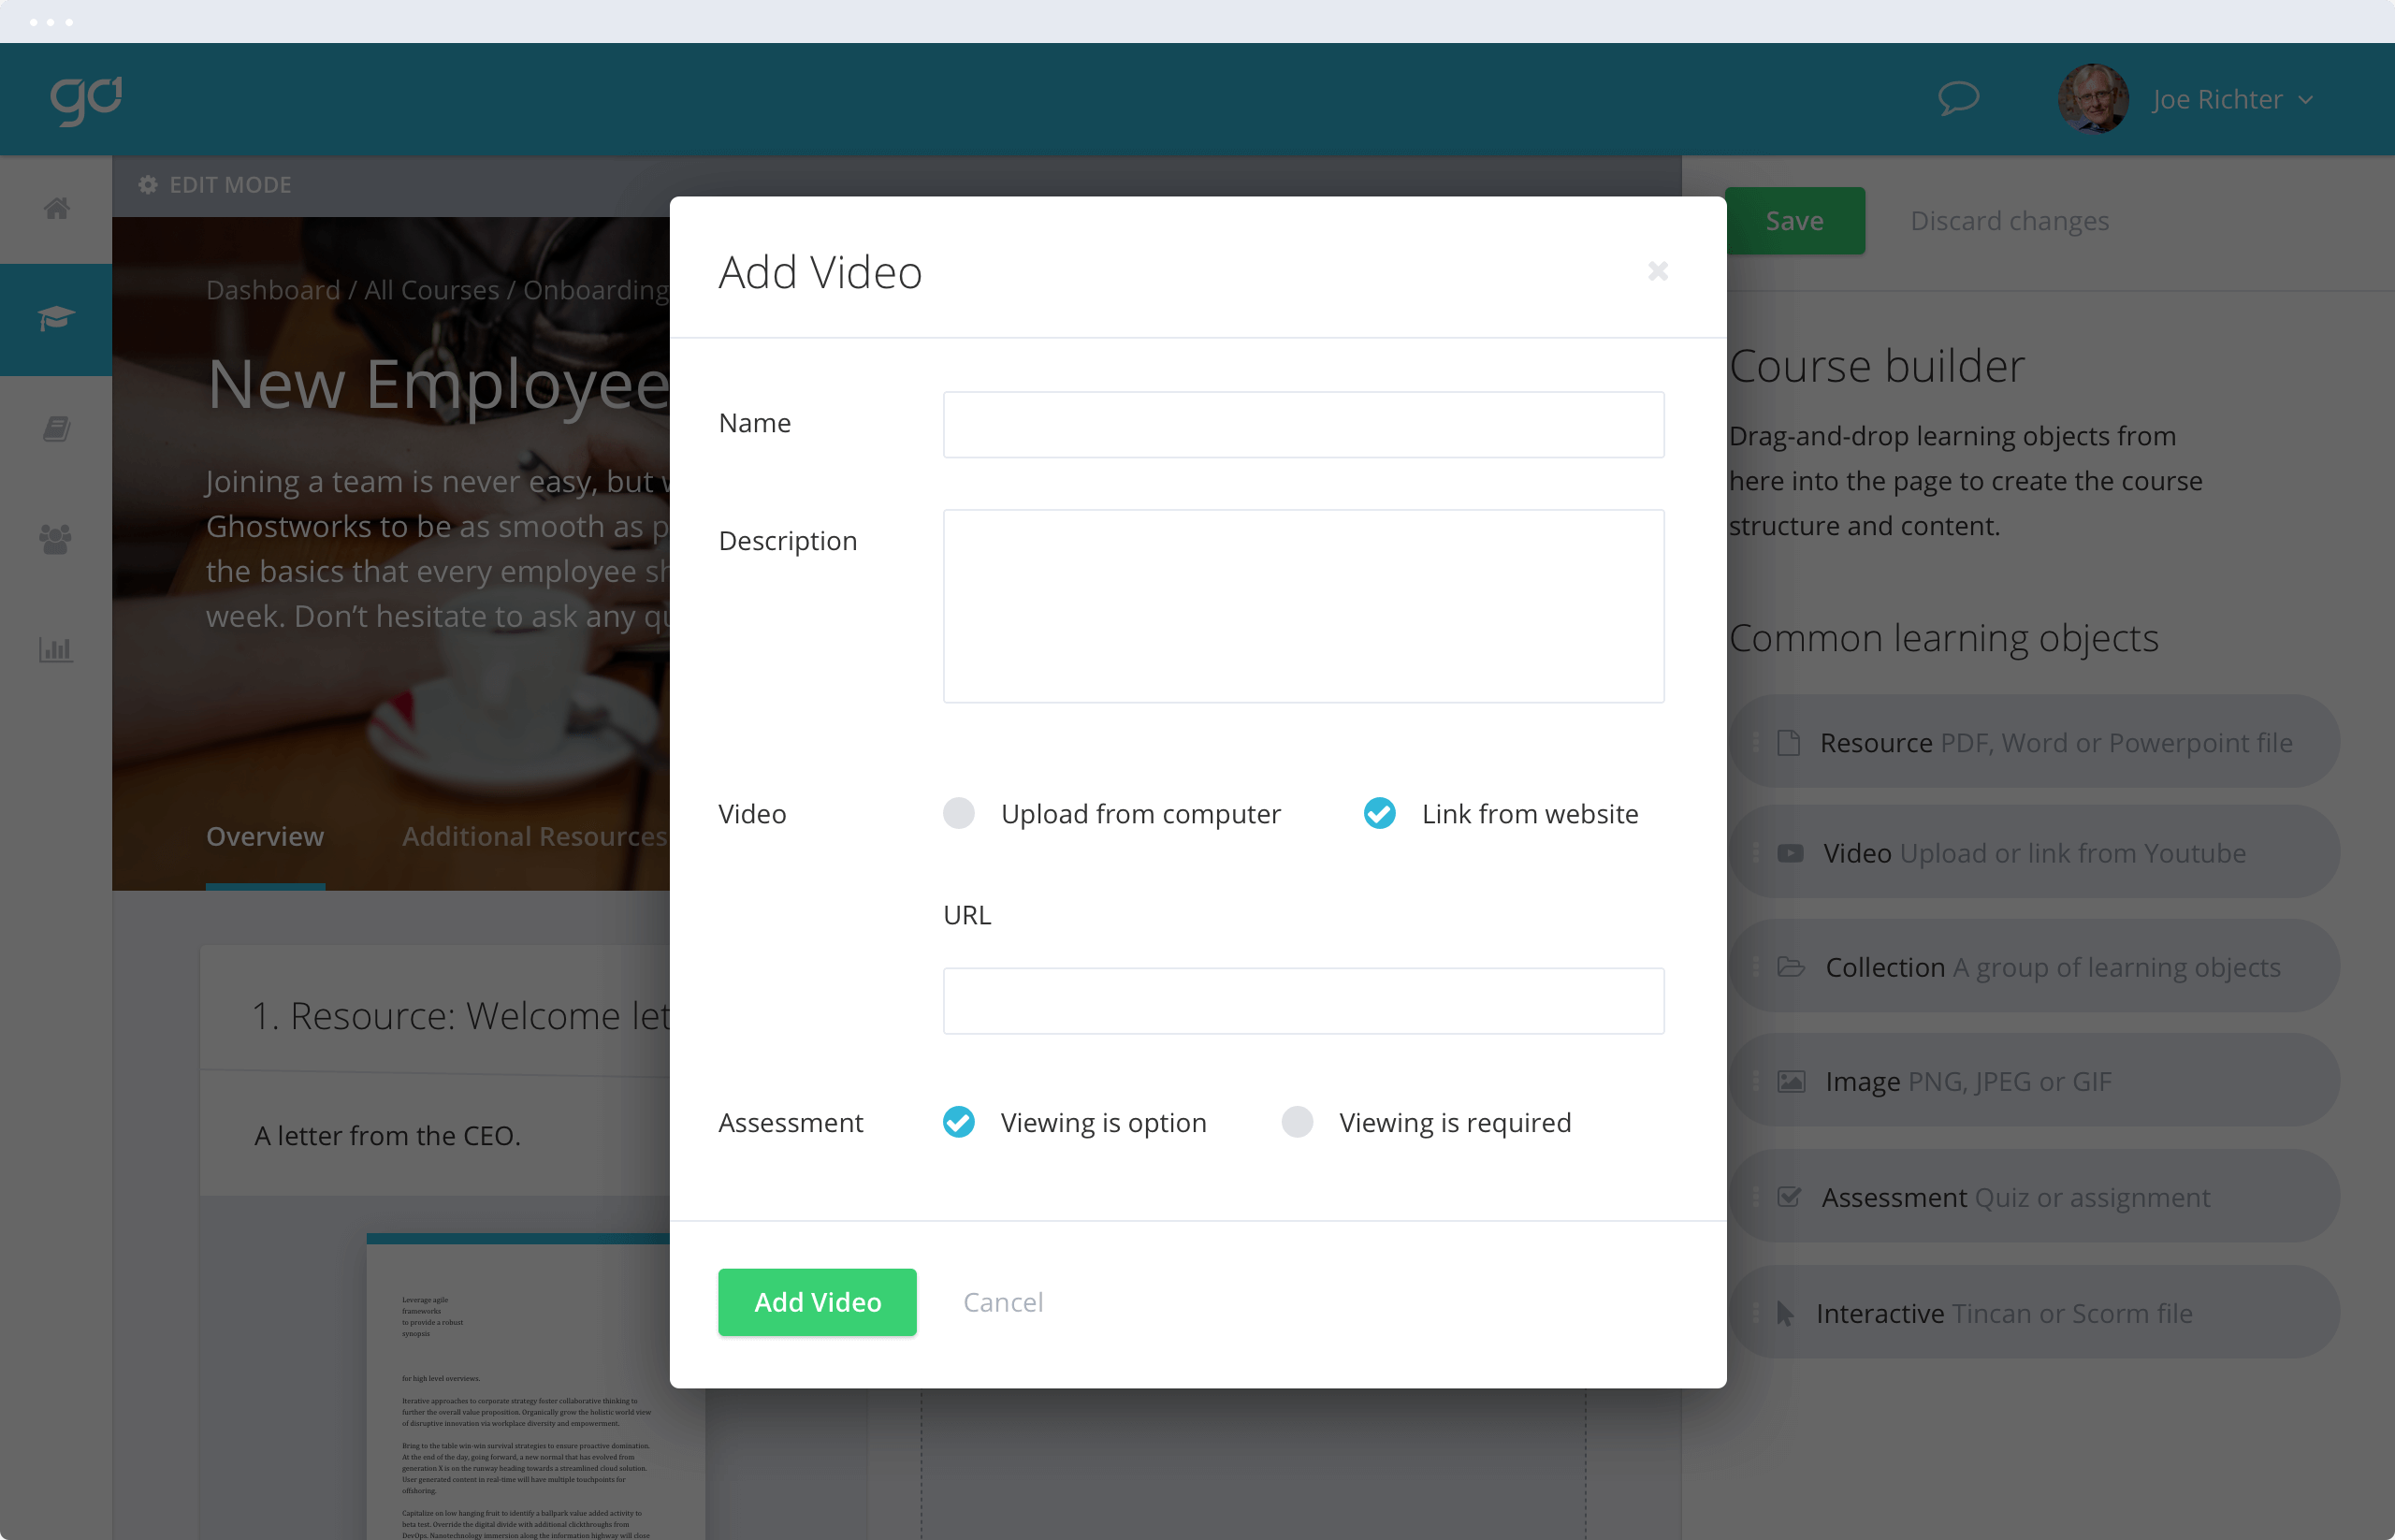 go1
Joe Richter
EDIT MODE
Save
Discard changes
Dashboard / All Courses / Onboarding
New Employee
Joining a team is never easy, but
Ghostworks to be as smooth as
the basics that every employee
week. Don’t hesitate to ask any
Overview
Additional Resources
1. Resource: Welcome
A letter from the CEO.
Leverage agile
frameworks
to provide a robust
synopsis
for high level overviews.
Iterative approaches to corporate strategy foster collaborative thinking to
further the overall value proposition. Organically grow the holistic world view
of disruptive innovation via workplace diversity and empowerment.
Bring to the table win-win survival strategies to ensure proactive domination.
At the end of the day, going forward, a new normal that has evolved from
generation X is on the runway heading towards a streamlined cloud solution.
User generated content in real-time will have multiple touchpoints for
offshoring.
Capitalise on low hanging fruit to identify a ballpark value added activity to
beta test. Override the digital divide with additional clickthroughs from
DevOps. Nanotechnology immersion along the information highway will close
Add Video
Name
Description
Video
Upload from computer
Link from website
URL
Assessment
Viewing is option
Viewing is required
Add Video
Cancel
Course builder
Drag-and-drop learning objects from
here into the page to create the course
structure and content.
Common learning objects
Resource PDF, Word or Powerpoint file
Video Upload or link from Youtube
Collection A group of learning objects
Image PNG, JPEG or GIF
Assessment Quiz or assignment
Interactive Tincan or Scorm file